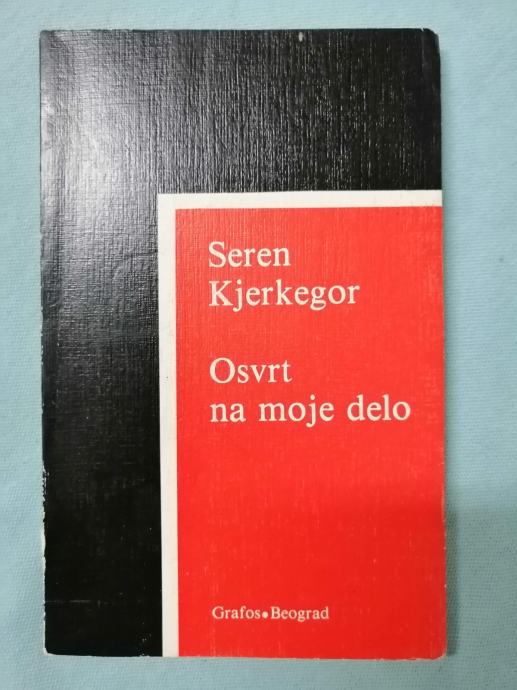 Seren
Kjerkegor
Osvrt
na moje delo
Grafos•Beograd